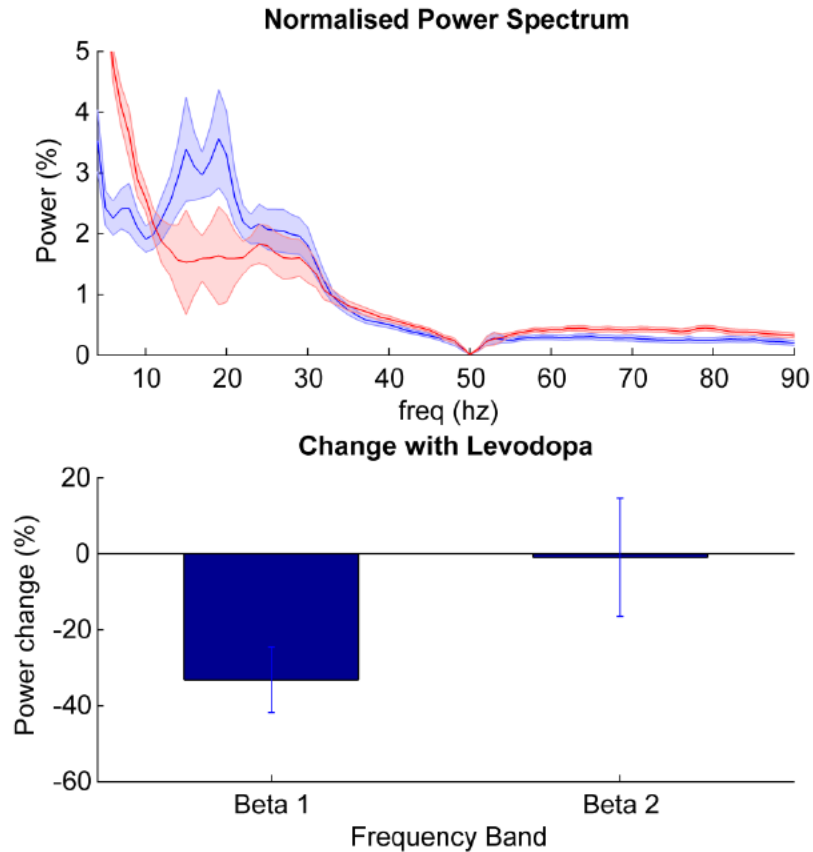 Normalised Power Spectrum
5
4
3
2
1
0
Power (%)
10 20 30 40 50 60 70 80 90
freq (hz)
Change with Levodopa
20
0
-20
-40
-60
Power change (%)
Beta 1 Beta 2
Frequency Band